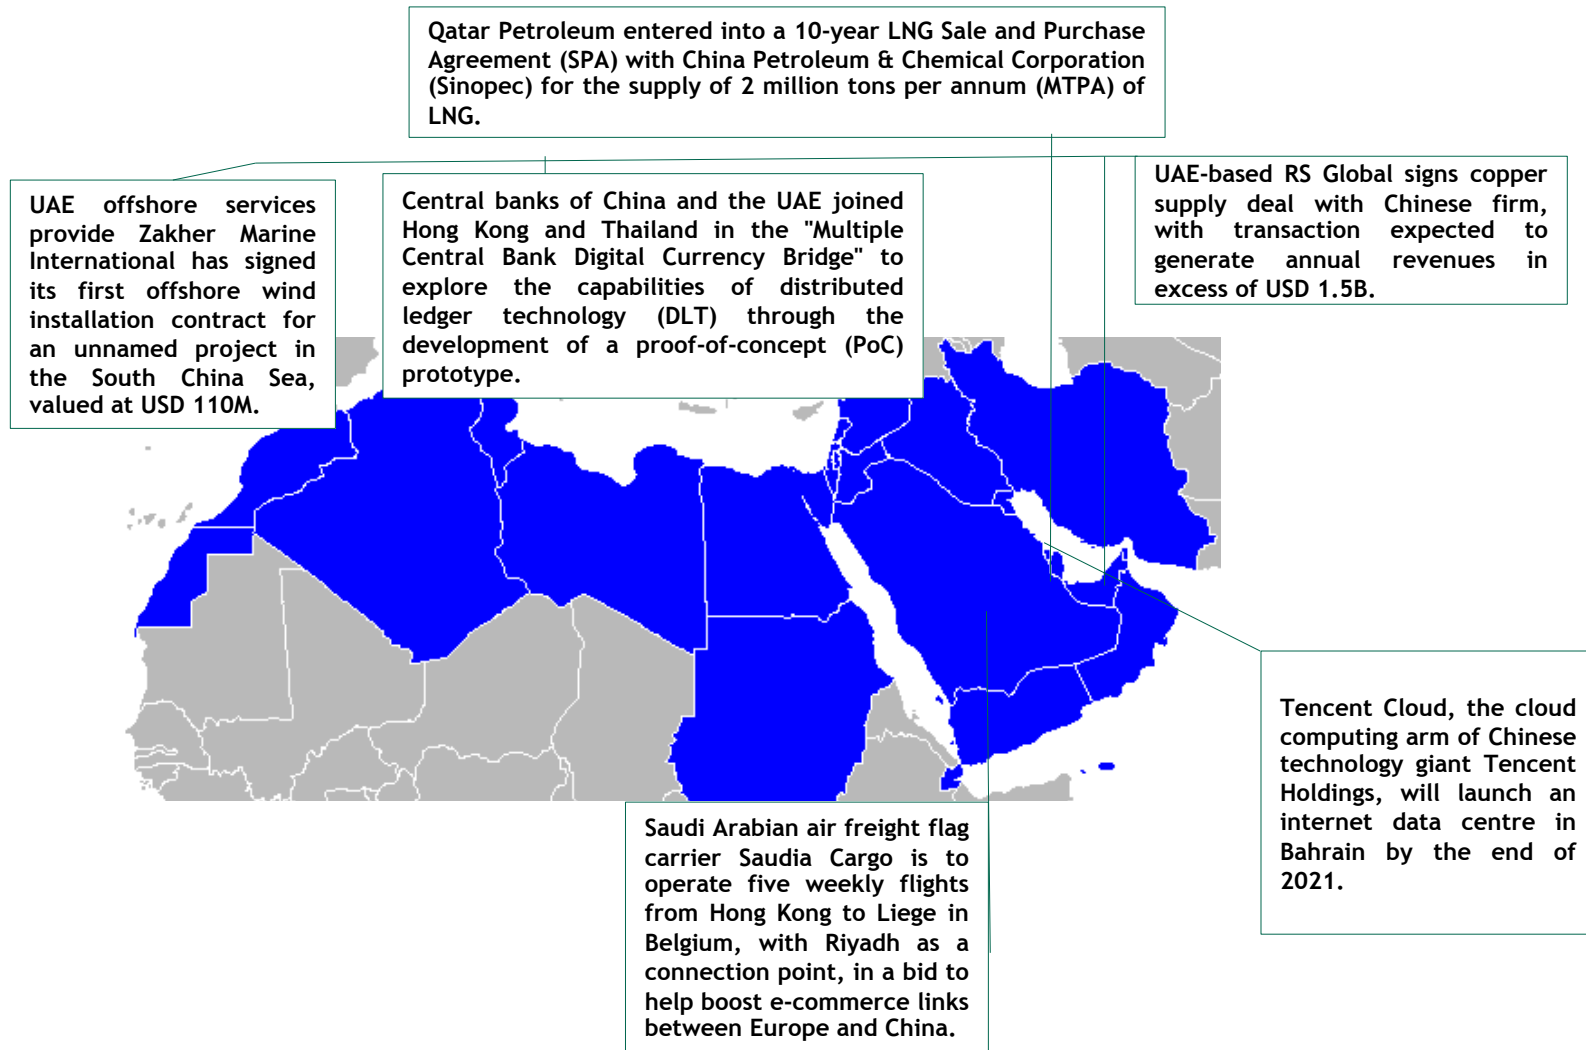 Qatar Petroleum entered into a 10-year LNG Sale and Purchase
Agreement (SPA) with China Petroleum & Chemical Corporation
(Sinopec) for the supply of 2 million tons per annum (MTPA) of
LNG.
UAE offshore services
provide Zakher Marine
International has signed
its first offshore wind
installation contract for
an unnamed project in
the South China Sea,
valued at USD 110M.
Central banks of China and the UAE joined
Hong Kong and Thailand in the "Multiple
Central Bank Digital Currency Bridge" to
explore the capabilities of distributed
ledger technology (DLT) through the
development of a proof-of-concept (PoC)
prototype.
UAE-based RS Global signs copper
supply deal with Chinese firm,
with transaction expected to
generate annual revenues in
excess of USD 1.5B.
Tencent Cloud, the cloud
computing arm of Chinese
technology giant Tencent
Holdings, will launch an
internet data centre in
Bahrain by the end of
2021.
Saudi Arabian air freight flag
carrier Saudia Cargo is to
operate five weekly flights
from Hong Kong to Liege in
Belgium, with Riyadh as a
connection point, in a bid to
help boost e-commerce links
between Europe and China.